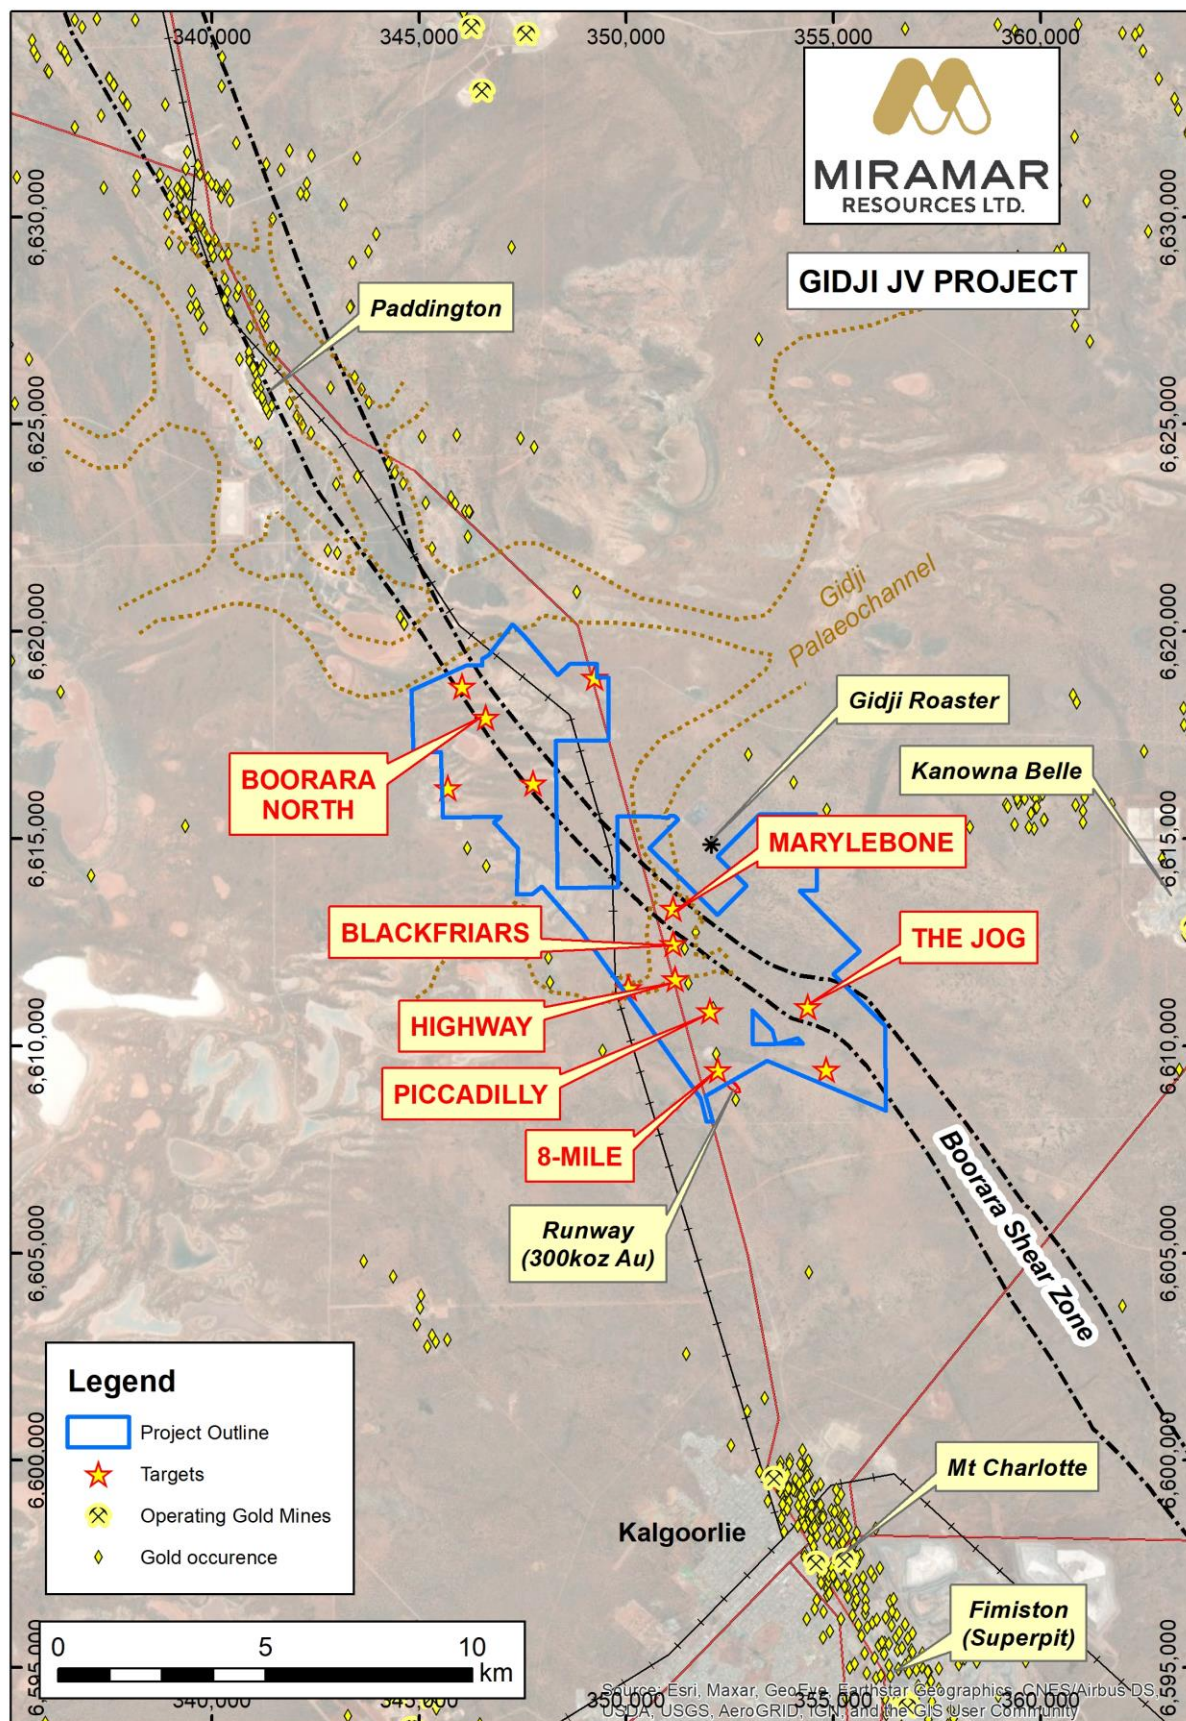 340,000
345,000
350,000
355,000
360,000
MIRAMAR
RESOURCES LTD.
GIDJI JV PROJECT
6,630,000
6,630,000
Paddington
6,625,000
6,625,000
Gidji
Palaeochannel
6,620,000
6,620,000
Gidji Roaster
Kanowna Belle
BOORARA
NORTH
6,615,000
6,615,000
MARYLEBONE
BLACKFRIARS
THE JOG
HIGHWAY
6,610,000
6,610,000
PICCADILLY
8-MILE
Boorara Shear Zone
Runway
(300koz Au)
6,605,000
6,605,000
Legend
Project Outline
Targets
Operating Gold Mines
Gold occurence
6,600,000
6,600,000
Mt Charlotte
Kalgoorlie
Fimiston
(Superpit)
0
5
10
km
6,595,000
6,595,000
340,000
345,000
350,000
355,000
360,000
Source: Esri, Maxar, GeoEye, Earthstar Geographics, CNES/Airbus DS,
USDA, USGS, AeroGRID, IGN, and the GIS User Community